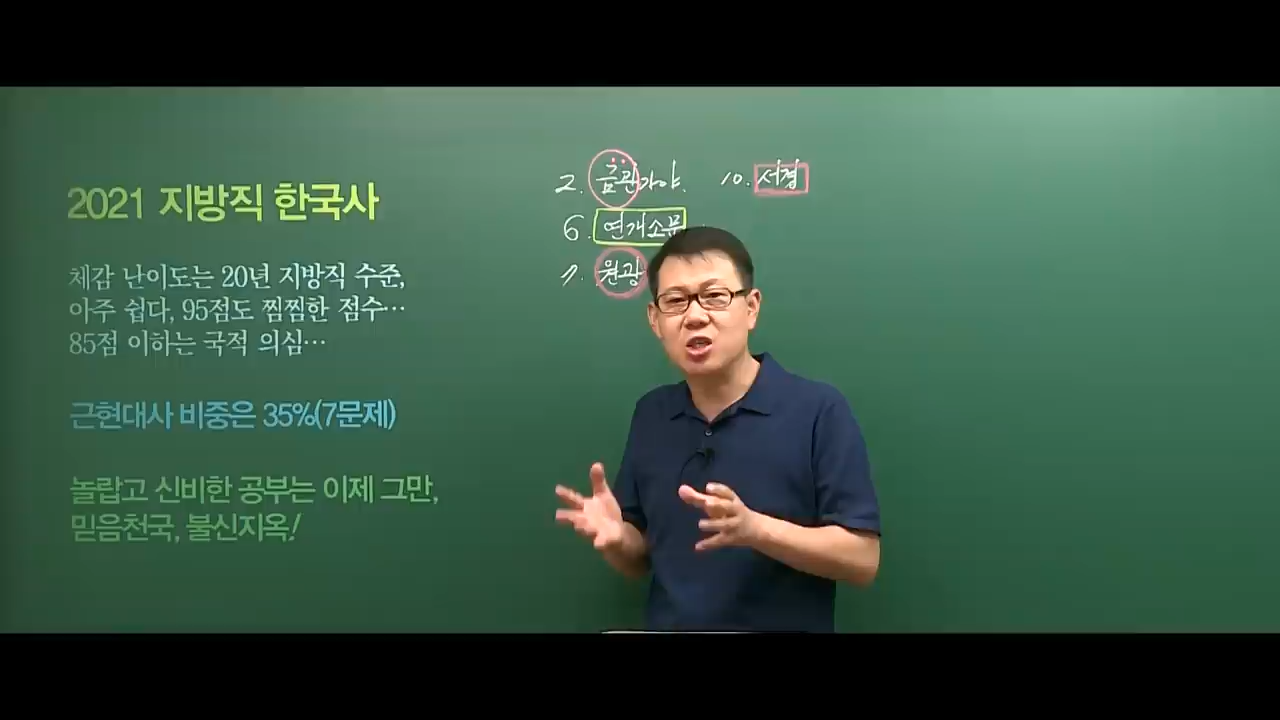 2021 지방직 한국사
체감 난이도는 20년 지방직 수준,
아주 쉽다, 95점도 찜찜한 점수…
85점 이하는 국적 의심…
근현대사 비중은 35%(7문제)
놀랍고 신비한 공부는 이제 그만,
믿음천국, 불신지옥!
2. 금관가야. 10. 서경
6. 연개소문
7. 원광